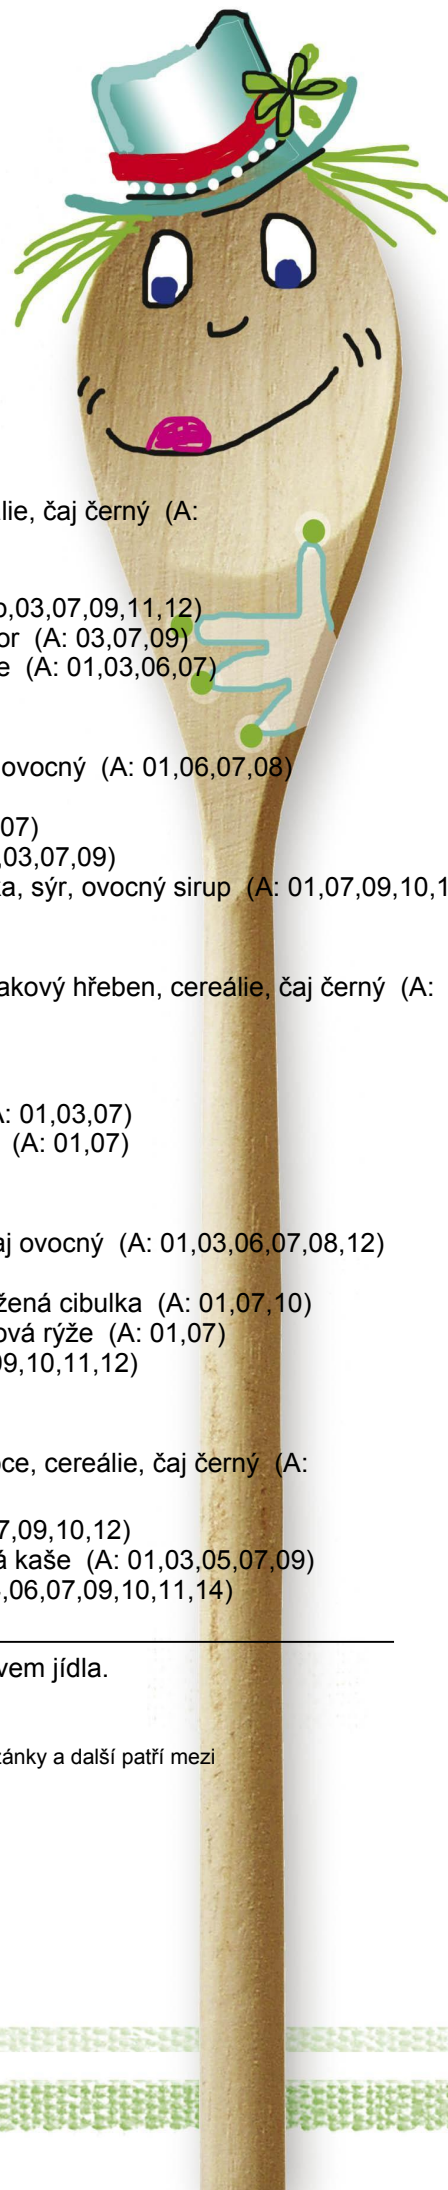 lie, čaj černý (A:
o,03,07,09,11,12)
or (A: 03,07,09)
e (A: 01,03,06,07)
ovocný (A: 01,06,07,08)
07)
,03,07,09)
ka, sýr, ovocný sirup (A: 01,07,09,10,1
akový hřeben, cereálie, čaj černý (A:
A: 01,03,07)
(A: 01,07)
aj ovocný (A: 01,03,06,07,08,12)
žená cibulka (A: 01,07,10)
ová rýže (A: 01,07)
09,10,11,12)
oce, cereálie, čaj černý (A:
7,09,10,12)
á kaše (A: 01,03,05,07,09)
,06,07,09,10,11,14)
vem jídla.
zánky a další patří mezi